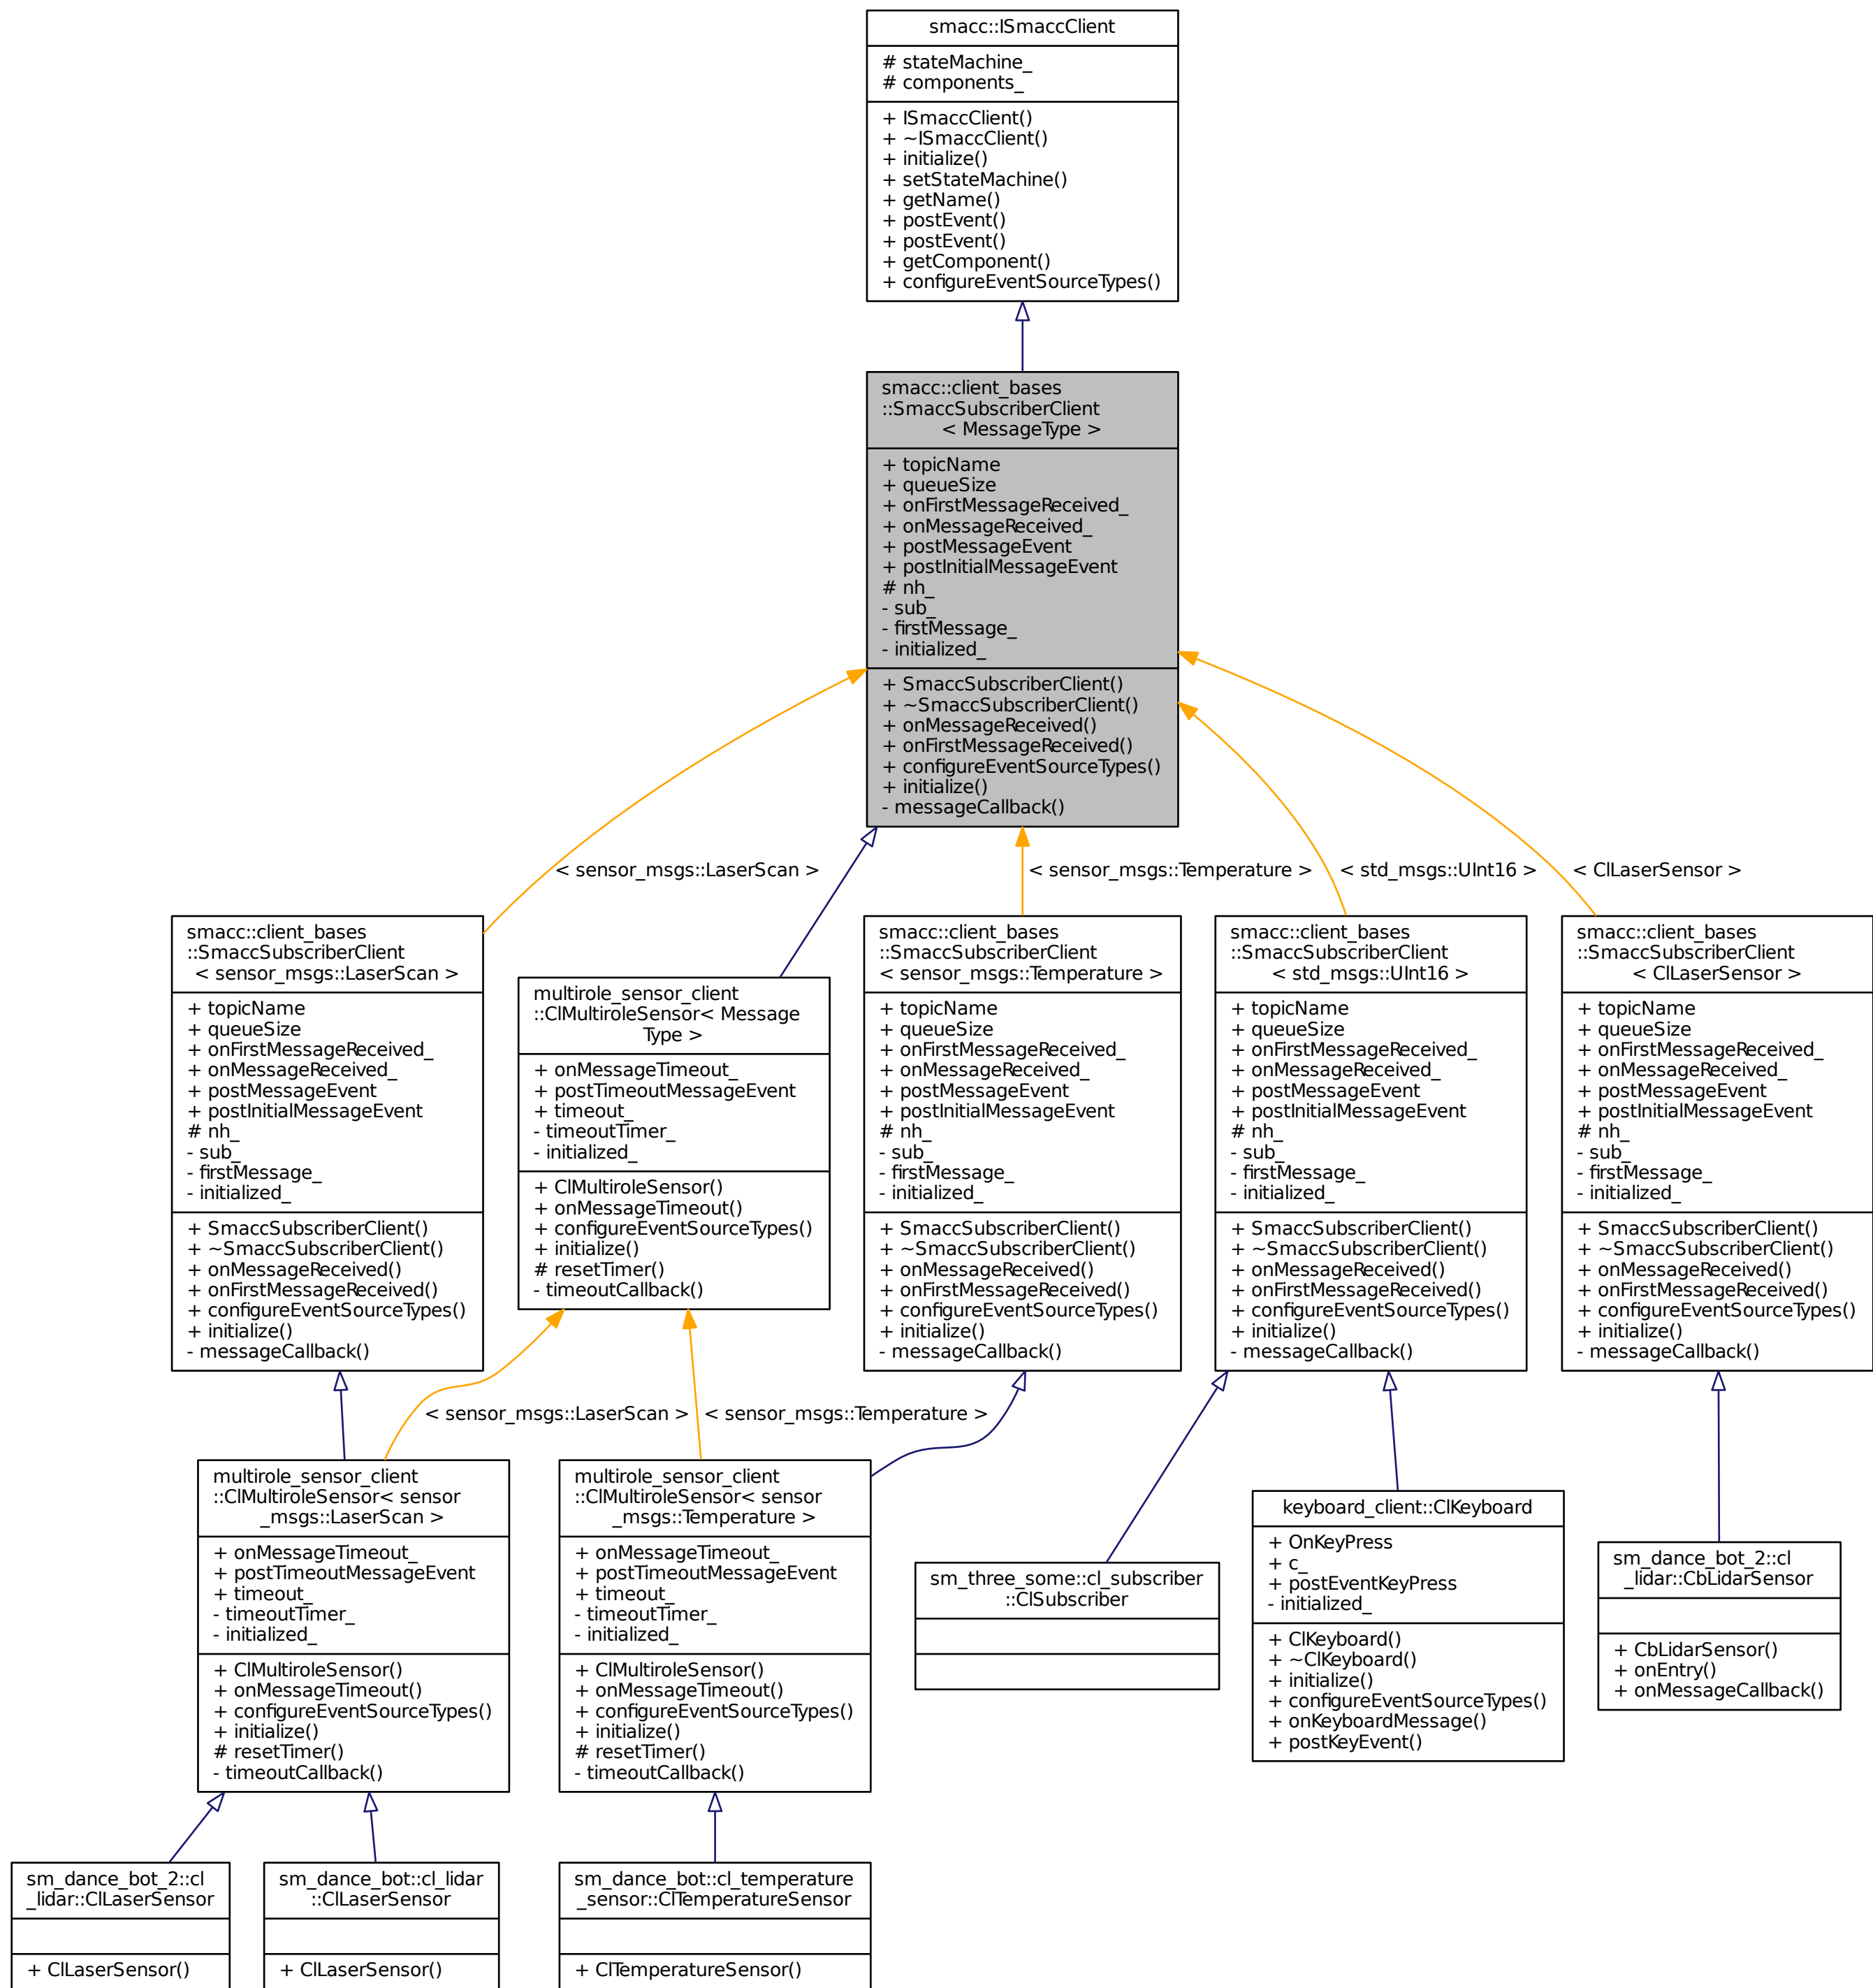 smacc::ISmaccClient
# stateMachine_
# components_
+ ISmaccClient()
+ ~ISmaccClient()
+ initialize()
+ setStateMachine()
+ getName()
+ postEvent()
+ postEvent()
+ getComponent()
+ configureEventSourceTypes()
smacc::client_bases
::SmaccSubscriberClient
< MessageType >
+ topicName
+ queueSize
+ onFirstMessageReceived_
+ onMessageReceived_
+ postMessageEvent
+ postInitialMessageEvent
# nh_
- sub_
- firstMessage_
- initialized_
+ SmaccSubscriberClient()
+ ~SmaccSubscriberClient()
+ onMessageReceived()
+ onFirstMessageReceived()
+ configureEventSourceTypes()
+ initialize()
- messageCallback()
< sensor_msgs::LaserScan >
< sensor_msgs::Temperature >
< std_msgs::UInt16 >
< ClLaserSensor >
smacc::client_bases
::SmaccSubscriberClient
< sensor_msgs::LaserScan >
+ topicName
+ queueSize
+ onFirstMessageReceived_
+ onMessageReceived_
+ postMessageEvent
+ postInitialMessageEvent
# nh_
- sub_
- firstMessage_
- initialized_
+ SmaccSubscriberClient()
+ ~SmaccSubscriberClient()
+ onMessageReceived()
+ onFirstMessageReceived()
+ configureEventSourceTypes()
+ initialize()
- messageCallback()
multirole_sensor_client
::ClMultiroleSensor< Message
Type >
+ onMessageTimeout_
+ postTimeoutMessageEvent
+ timeout_
- timeoutTimer_
- initialized_
+ ClMultiroleSensor()
+ onMessageTimeout()
+ configureEventSourceTypes()
+ initialize()
# resetTimer()
- timeoutCallback()
smacc::client_bases
::SmaccSubscriberClient
< sensor_msgs::Temperature >
+ topicName
+ queueSize
+ onFirstMessageReceived_
+ onMessageReceived_
+ postMessageEvent
+ postInitialMessageEvent
# nh_
- sub_
- firstMessage_
- initialized_
+ SmaccSubscriberClient()
+ ~SmaccSubscriberClient()
+ onMessageReceived()
+ onFirstMessageReceived()
+ configureEventSourceTypes()
+ initialize()
- messageCallback()
smacc::client_bases
::SmaccSubscriberClient
< std_msgs::UInt16 >
+ topicName
+ queueSize
+ onFirstMessageReceived_
+ onMessageReceived_
+ postMessageEvent
+ postInitialMessageEvent
# nh_
- sub_
- firstMessage_
- initialized_
+ SmaccSubscriberClient()
+ ~SmaccSubscriberClient()
+ onMessageReceived()
+ onFirstMessageReceived()
+ configureEventSourceTypes()
+ initialize()
- messageCallback()
smacc::client_bases
::SmaccSubscriberClient
< ClLaserSensor >
+ topicName
+ queueSize
+ onFirstMessageReceived_
+ onMessageReceived_
+ postMessageEvent
+ postInitialMessageEvent
# nh_
- sub_
- firstMessage_
- initialized_
+ SmaccSubscriberClient()
+ ~SmaccSubscriberClient()
+ onMessageReceived()
+ onFirstMessageReceived()
+ configureEventSourceTypes()
+ initialize()
- messageCallback()
< sensor_msgs::LaserScan >
< sensor_msgs::Temperature >
multirole_sensor_client
::ClMultiroleSensor< sensor
_msgs::LaserScan >
+ onMessageTimeout_
+ postTimeoutMessageEvent
+ timeout_
- timeoutTimer_
- initialized_
+ ClMultiroleSensor()
+ onMessageTimeout()
+ configureEventSourceTypes()
+ initialize()
# resetTimer()
- timeoutCallback()
multirole_sensor_client
::ClMultiroleSensor< sensor
_msgs::Temperature >
+ onMessageTimeout_
+ postTimeoutMessageEvent
+ timeout_
- timeoutTimer_
- initialized_
+ ClMultiroleSensor()
+ onMessageTimeout()
+ configureEventSourceTypes()
+ initialize()
# resetTimer()
- timeoutCallback()
sm_three_some::cl_subscriber
::ClSubscriber
keyboard_client::ClKeyboard
+ OnKeyPress
+ c_
+ postEventKeyPress
- initialized_
+ ClKeyboard()
+ ~ClKeyboard()
+ initialize()
+ configureEventSourceTypes()
+ onKeyboardMessage()
+ postKeyEvent()
sm_dance_bot_2::cl
_lidar::CbLidarSensor
+ CbLidarSensor()
+ onEntry()
+ onMessageCallback()
sm_dance_bot_2::cl
_lidar::ClLaserSensor
+ ClLaserSensor()
sm_dance_bot::cl_lidar
::ClLaserSensor
+ ClLaserSensor()
sm_dance_bot::cl_temperature
_sensor::ClTemperatureSensor
+ ClTemperatureSensor()